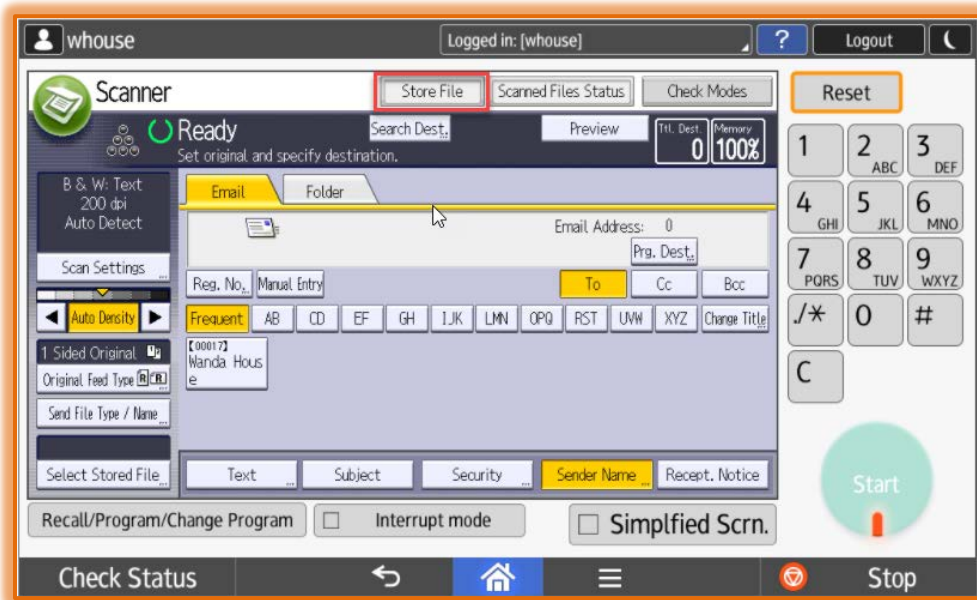 whouse Logged in: [whouse] ? Logout
Scanner Store File Scanned Files Status Check Modes
Ready Search Dest. Preview Ttl. Dest. 0 Memory 100%
Set original and specify destination.
B & W: Text
200 dpi
Auto Detect
Scan Settings
Auto Density
1 Sided Original
Original Feed Type R R
Send File Type / Name
Select Stored File
Email Folder
Email Address: 0
Prg. Dest.
Reg. No. Manual Entry To Cc Bcc
Frequent AB CD EF GH IJK LMN OPQ RST UVW XYZ Change Title
【00017】
Wanda Hous
e
Text Subject Security Sender Name Recept. Notice
Reset
1 2 ABC 3 DEF
4 GHI 5 JKL 6 MNO
7 PQRS 8 TUV 9 WXYZ
./* 0 #
C
Start
Recall/Program/Change Program Interrupt mode Simplfied Scrn.
Check Status Stop